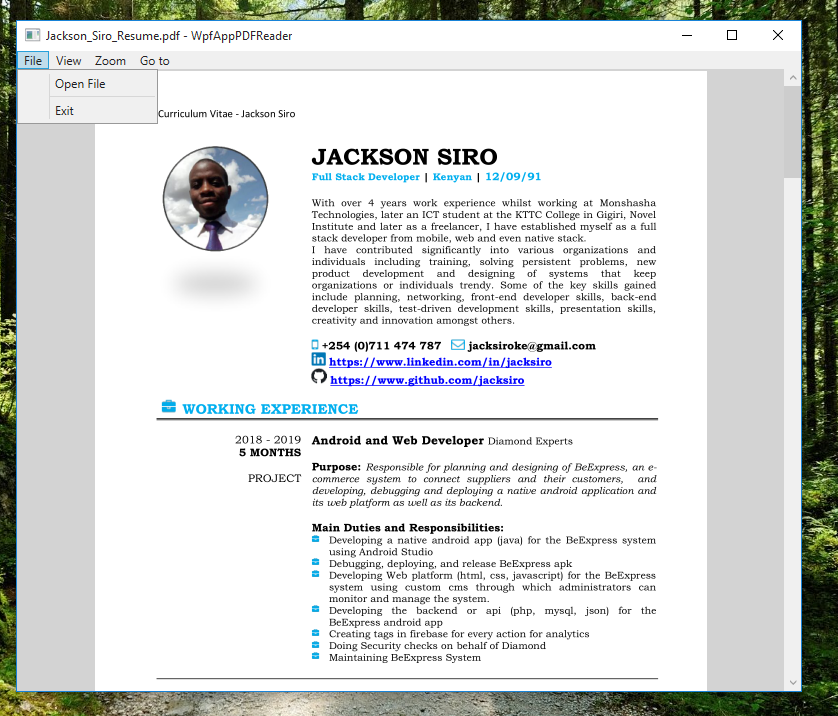 Jackson_Siro_Resume.pdf - WpfAppPDFReader
File View Zoom Go to
Open File
Exit
Curriculum Vitae - Jackson Siro
JACKSON SIRO
Full Stack Developer | Kenyan | 12/09/91
With over 4 years work experience whilst working at Monshasha
Technologies, later an ICT student at the KTTC College in Gigiri, Novel
Institute and later as a freelancer, I have established myself as a full
stack developer from mobile, web and even native stack.
I have contributed significantly into various organizations and
individuals including training, solving persistent problems, new
product development and designing of systems that keep
organizations or individuals trendy. Some of the key skills gained
include planning, networking, front-end developer skills, back-end
developer skills, test-driven development skills, presentation skills,
creativity and innovation amongst others.
+254 (0)711 474 787 jacksiroke@gmail.com
https://www.linkedin.com/in/jacksiro
https://www.github.com/jacksiro
WORKING EXPERIENCE
2018 - 2019
5 MONTHS
PROJECT
Android and Web Developer Diamond Experts
Purpose: Responsible for planning and designing of BeExpress, an e-
commerce system to connect suppliers and their customers, and
developing, debugging and deploying a native android application and
its web platform as well as its backend.
Main Duties and Responsibilities:
Developing a native android app (java) for the BeExpress system
using Android Studio
Debugging, deploying, and release BeExpress apk
Developing Web platform (html, css, javascript) for the BeExpress
system using custom cms through which administrators can
monitor and manage the system.
Developing the backend or api (php, mysql, json) for the
BeExpress android app
Creating tags in firebase for every action for analytics
Doing Security checks on behalf of Diamond
Maintaining BeExpress System